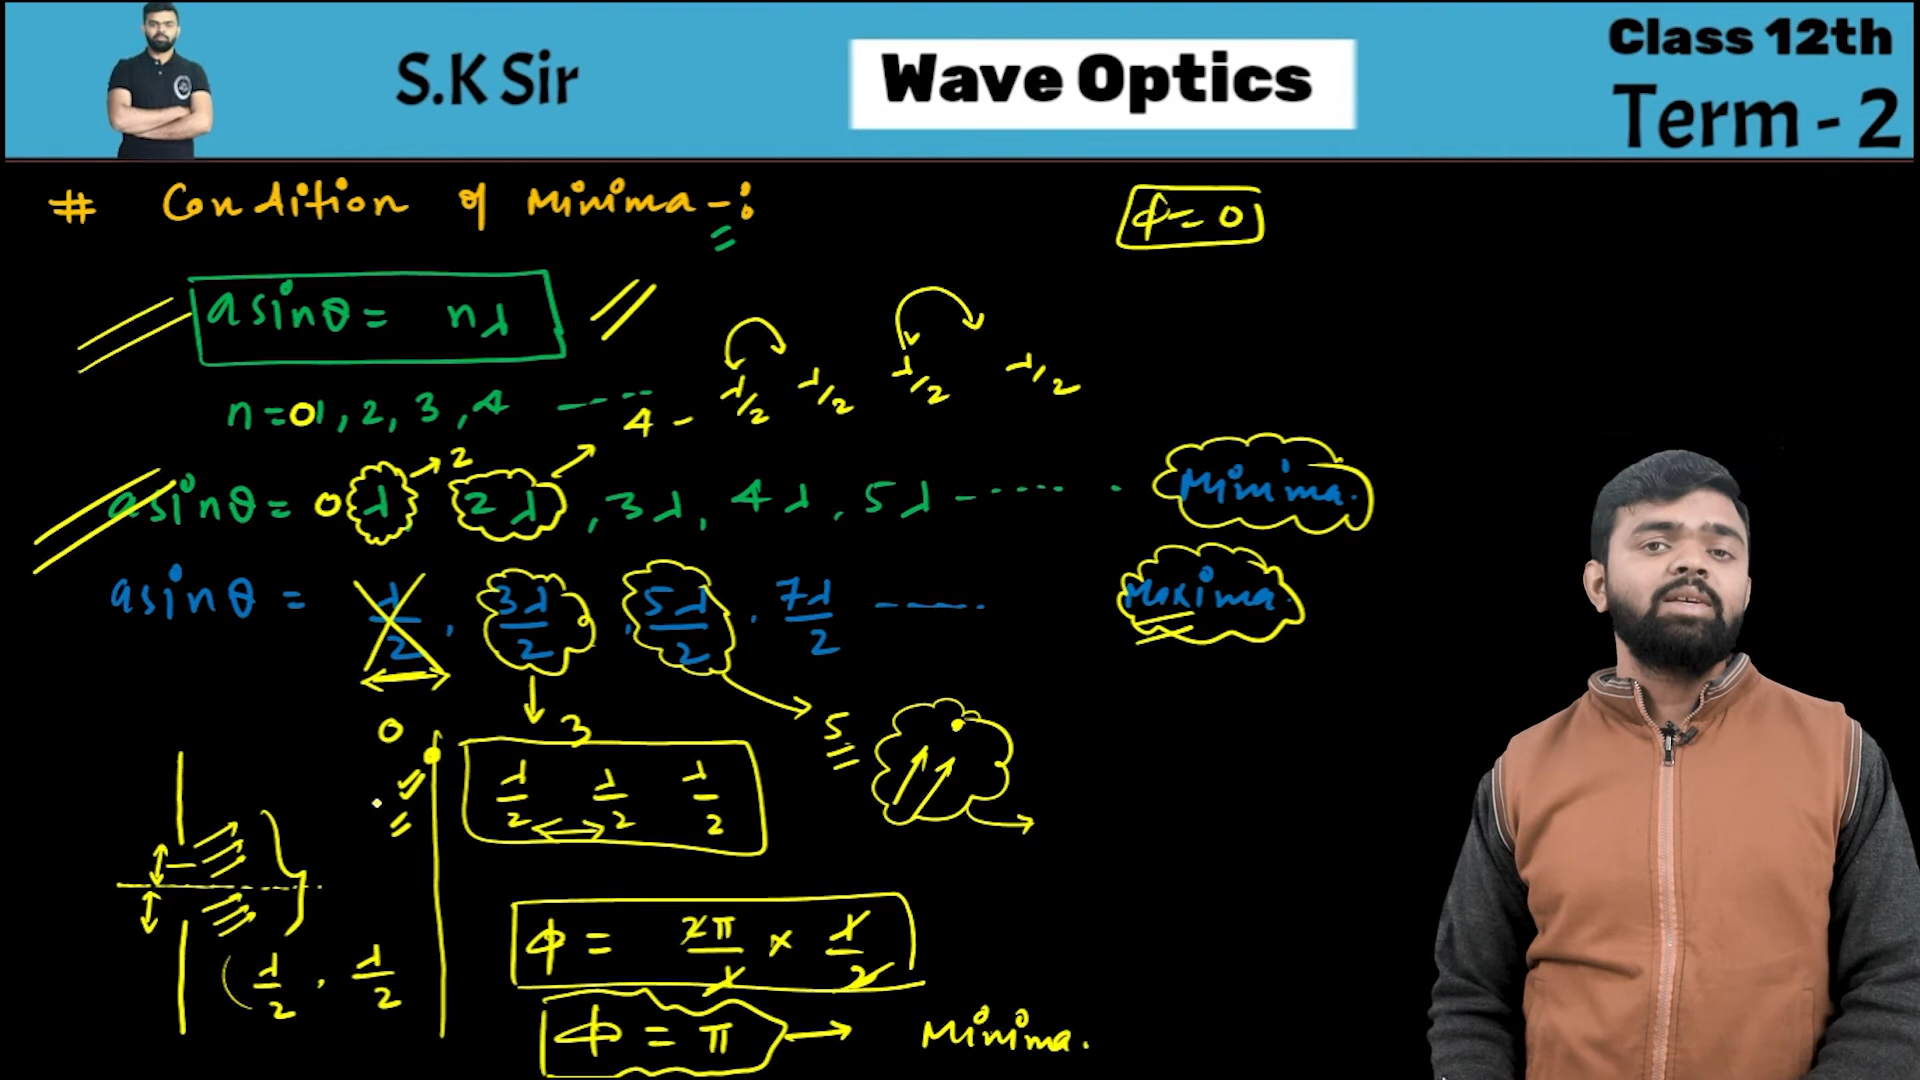 S.K Sir
Wave Optics
Class 12th
Term - 2
# Condition of Minima -:
ϕ = 0
a sinθ = nλ
n = 01, 2, 3, 4 -----
4 - λ/2 λ/2 λ/2 λ/2
2
a sinθ = 0 λ 2λ, 3λ, 4λ, 5λ ------- . Minima.
a sinθ = λ/2, 3λ/2, 5λ/2, 7λ/2 ------ Maxima.
0
3
5
λ/2 λ/2 λ/2
ϕ = 2π/λ × λ/2
(λ/2, λ/2
ϕ = π → Minima.